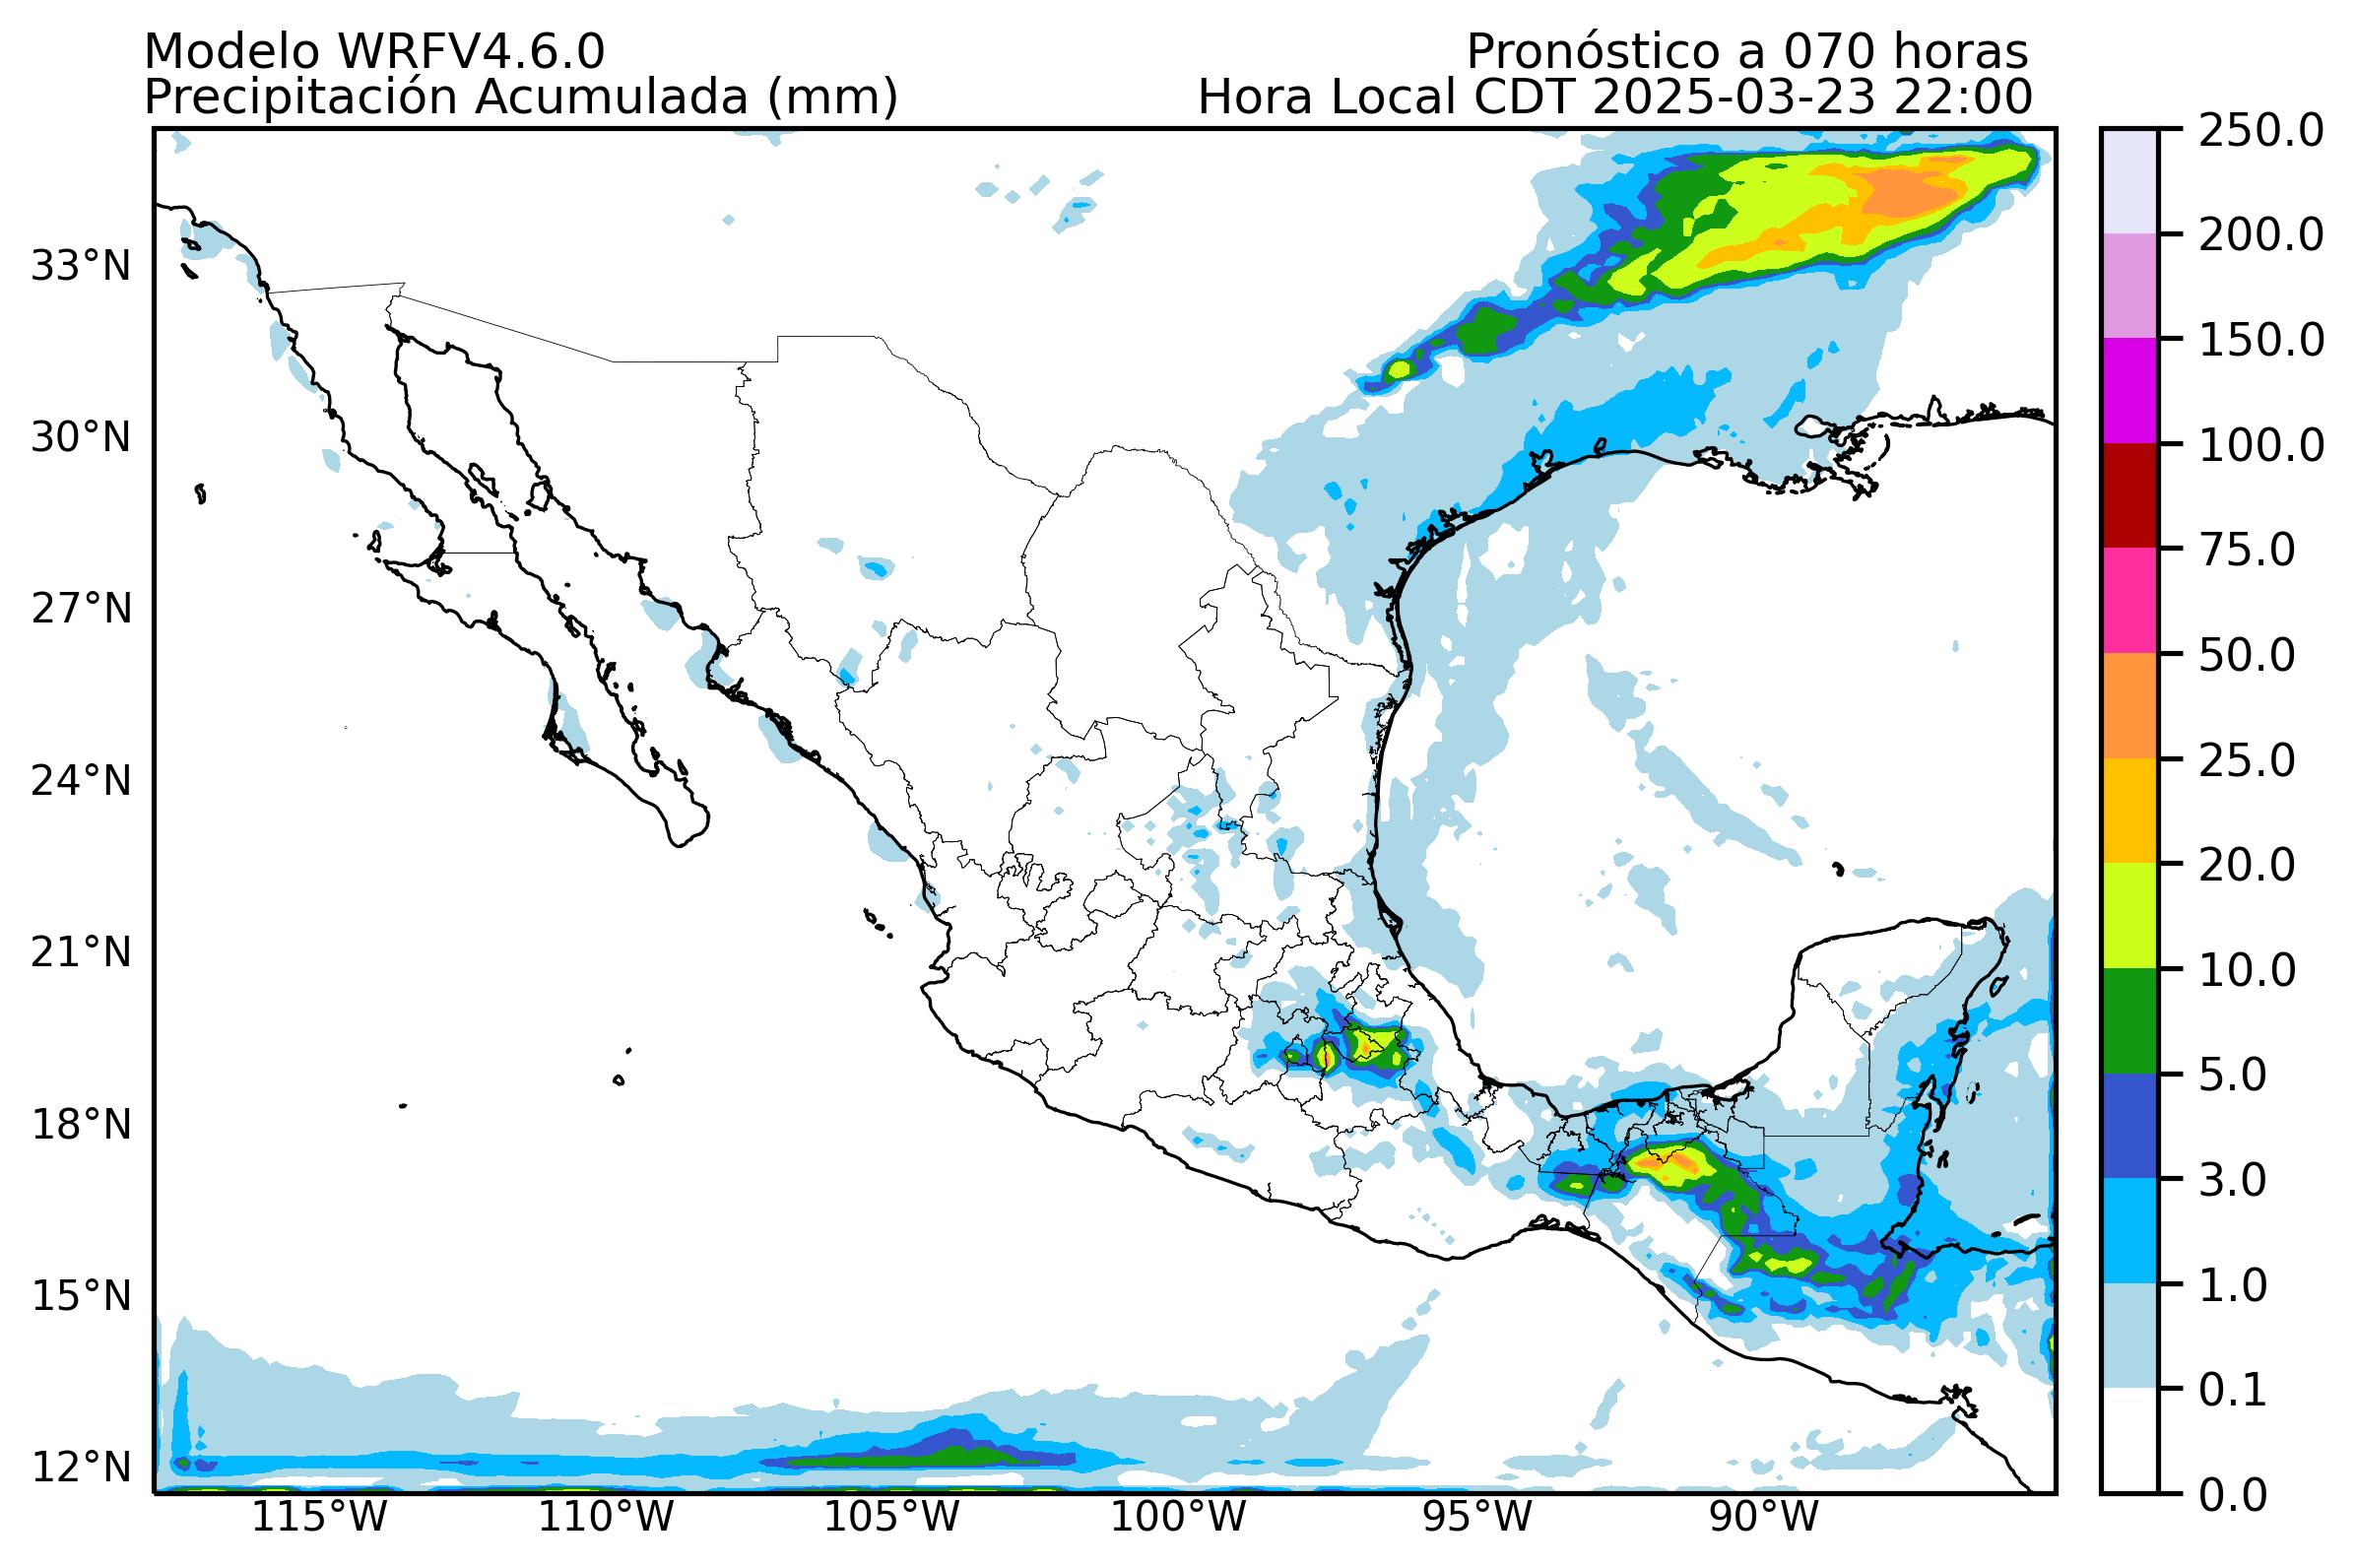 Modelo WRFV4.6.0
Pronóstico a 070 horas
Precipitación Acumulada (mm)
Hora Local CDT 2025-03-23 22:00
33°N
30°N
27°N
24°N
21°N
18°N
15°N
12°N
115°W
110°W
105°W
100°W
95°W
90°W
250.0
200.0
150.0
100.0
75.0
50.0
25.0
20.0
10.0
5.0
3.0
1.0
0.1
0.0